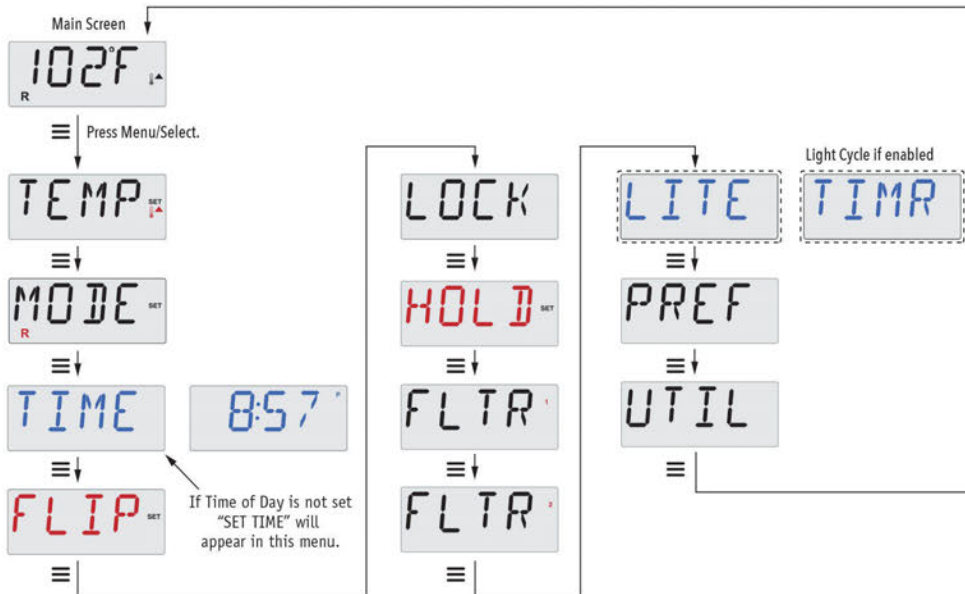 Main Screen
102°F
R
Press Menu/Select.
TEMP SET
MODE SET
R
TIME
8:57 P
If Time of Day is not set
“SET TIME” will
appear in this menu.
FLIP SET
LOCK
HOLD SET
FLTR 1
FLTR 2
Light Cycle if enabled
LITE
TIMR
PREF
UTIL